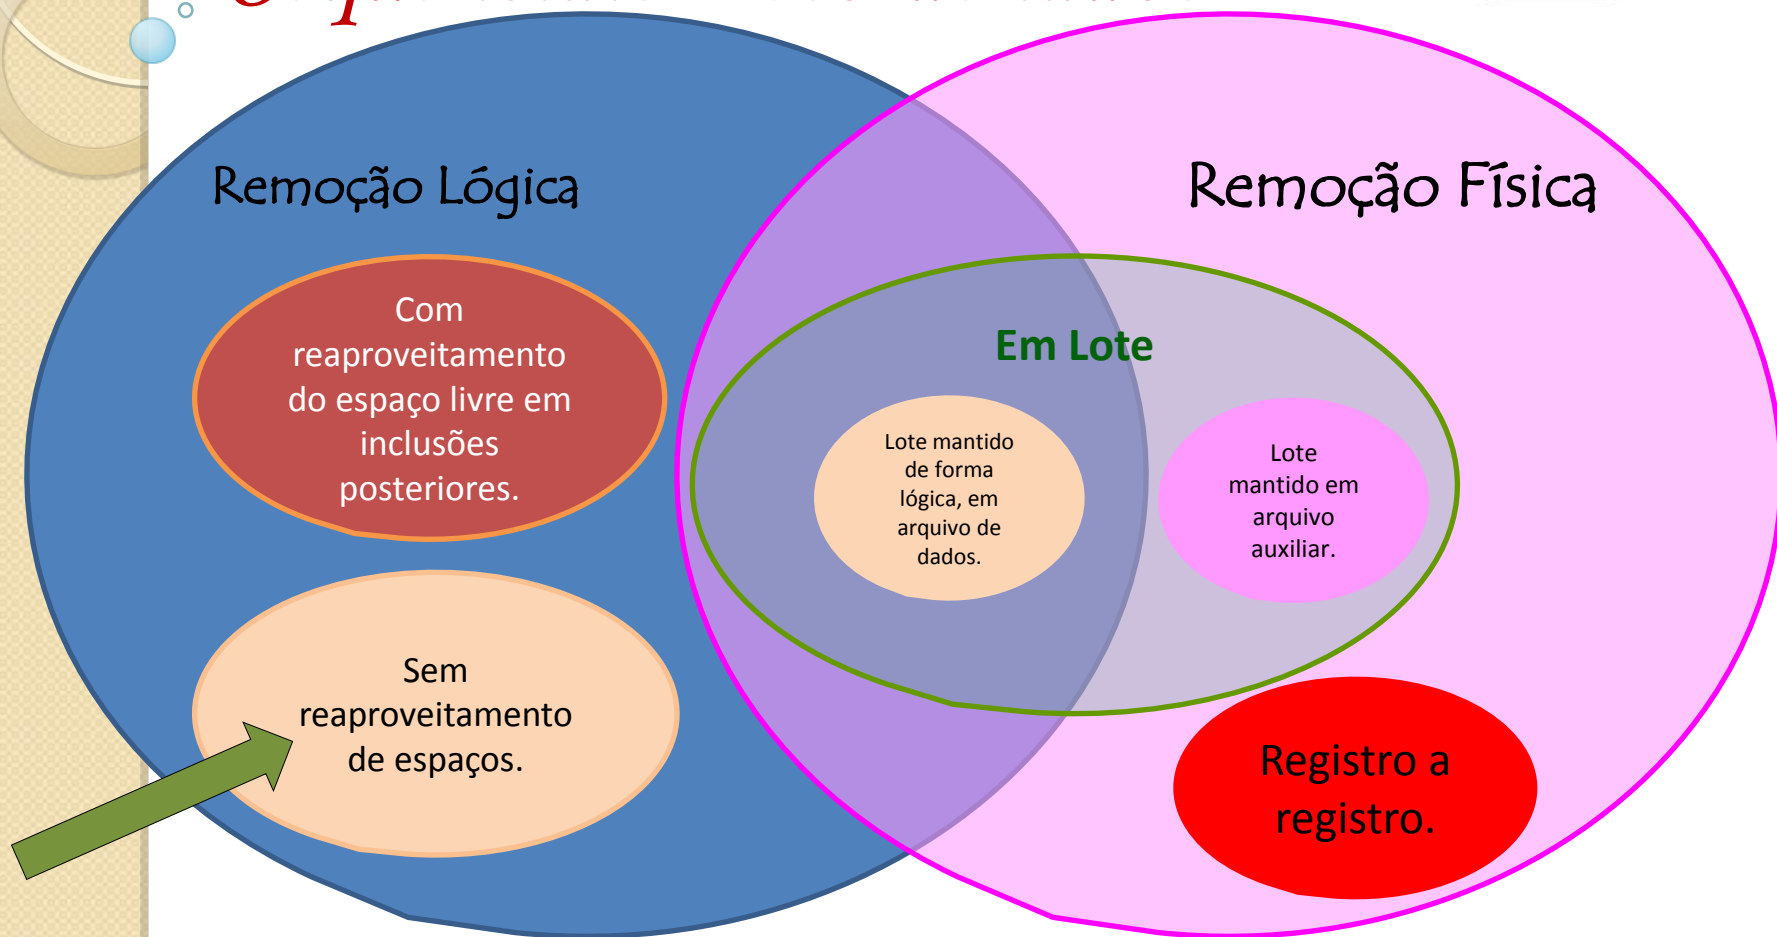 Remoção Lógica
Remoção Física
Com
reaproveitamento
do espaço livre em
inclusões
posteriores.
Em Lote
Lote mantido
de forma
lógica, em
arquivo de
dados.
Lote
mantido em
arquivo
auxiliar.
Sem
reaproveitamento
de espaços.
Registro a
registro.